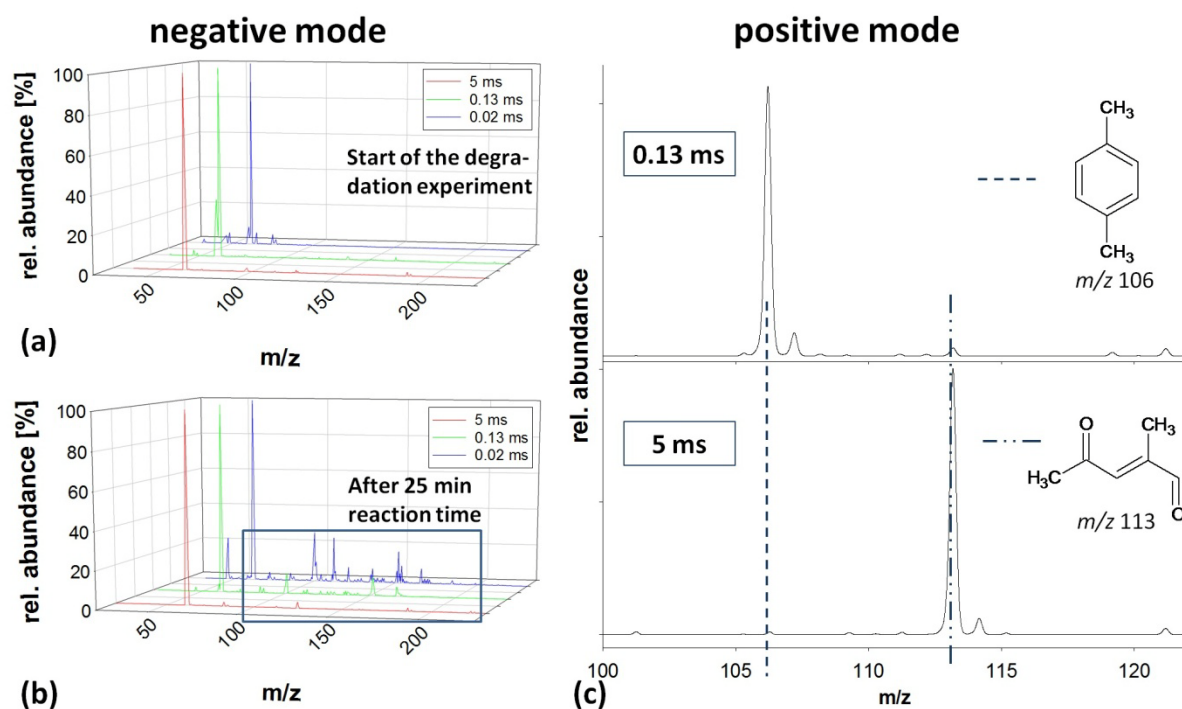 negative mode
100
80
60
40
20
0
rel. abundance [%]
5 ms
0.13 ms
0.02 ms
Start of the degra-
dation experiment
50
100
150
200
m/z
(a)
100
80
60
40
20
0
rel. abundance [%]
5 ms
0.13 ms
0.02 ms
After 25 min
reaction time
50
100
150
200
m/z
(b)
positive mode
rel. abundance
0.13 ms
CH₃
CH₃
m/z 106
5 ms
O
CH₃
H₃C
O
m/z 113
100
105
110
115
120
m/z
(c)